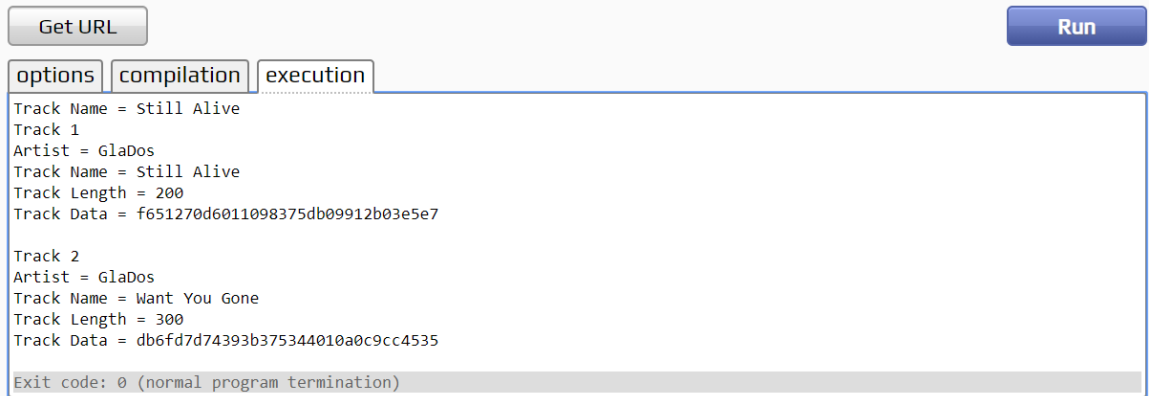 Get URL
Run
options compilation execution
Track Name = Still Alive
Track 1
Artist = GlaDos
Track Name = Still Alive
Track Length = 200
Track Data = f651270d6011098375db09912b03e5e7
Track 2
Artist = GlaDos
Track Name = Want You Gone
Track Length = 300
Track Data = db6fd7d74393b375344010a0c9cc4535
Exit code: 0 (normal program termination)